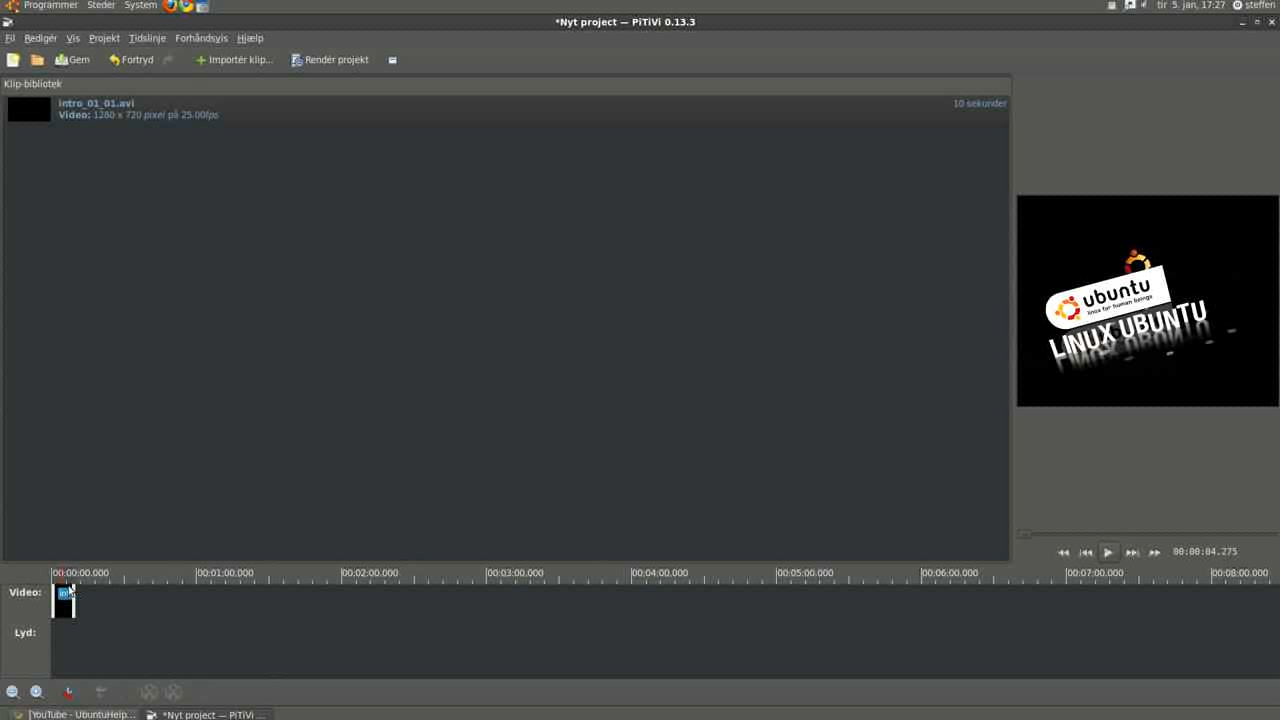 Programmer Steder System tir 5. jan, 17:27 steffen
*Nyt project — PiTiVi 0.13.3
Fil Redigér Vis Projekt Tidslinje Forhåndsvis Hjælp
Gem Fortryd Importér klip... Rendér projekt
Klip-bibliotek
intro_01_01.avi 10 sekunder
Video: 1280 x 720 pixel på 25.00fps
ubuntu
linux for human beings
LINUX UBUNTU
00:00:04.275
00:00:00.000 00:01:00.000 00:02:00.000 00:03:00.000 00:04:00.000 00:05:00.000 00:06:00.000 00:07:00.000 00:08:00.000
Video:
Lyd:
[YouTube - UbuntuHelp... *Nyt project — PiTiVi ...